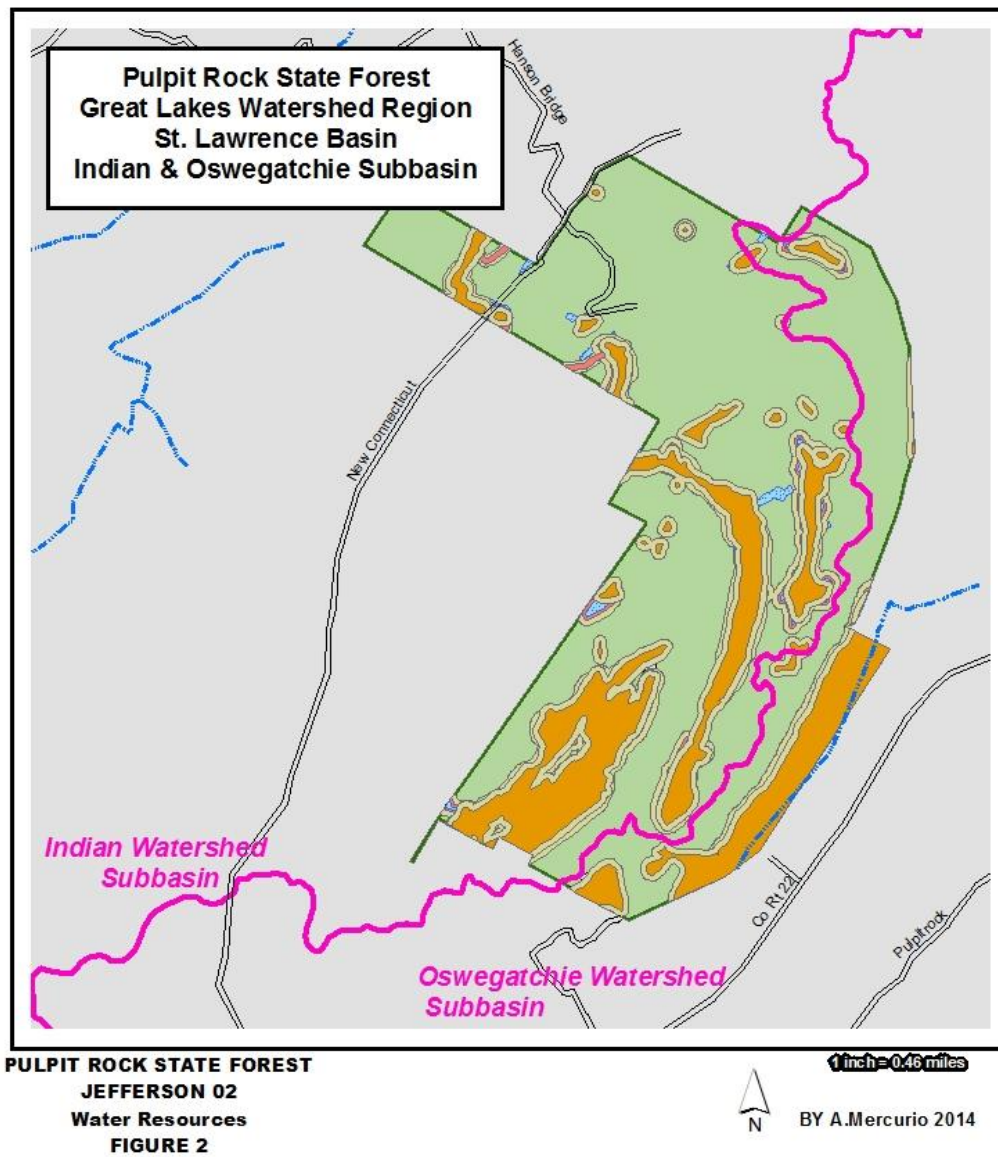 Pulpit Rock State Forest
Great Lakes Watershed Region
St. Lawrence Basin
Indian & Oswegatchie Subbasin
Hanson Bridge
New Connecticut
Indian Watershed
Subbasin
Oswegatchie Watershed
Subbasin
Co Rt 22
Pulpitrock
PULPIT ROCK STATE FOREST
JEFFERSON 02
Water Resources
FIGURE 2
1 inch = 0.46 miles
N
BY A.Mercurio 2014